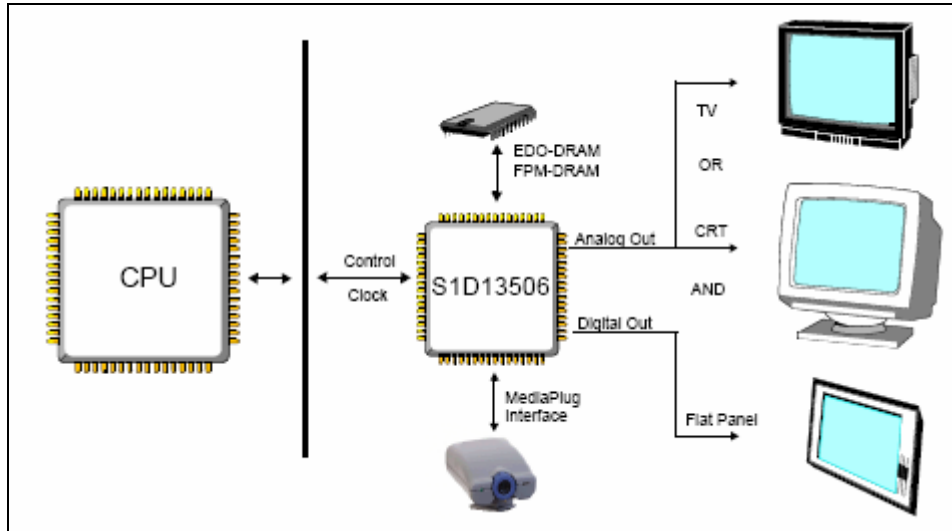 CPU
Control
Clock
EDO-DRAM
FPM-DRAM
S1D13506
MediaPlug
Interface
Analog Out
Digital Out
TV
OR
CRT
AND
Flat Panel